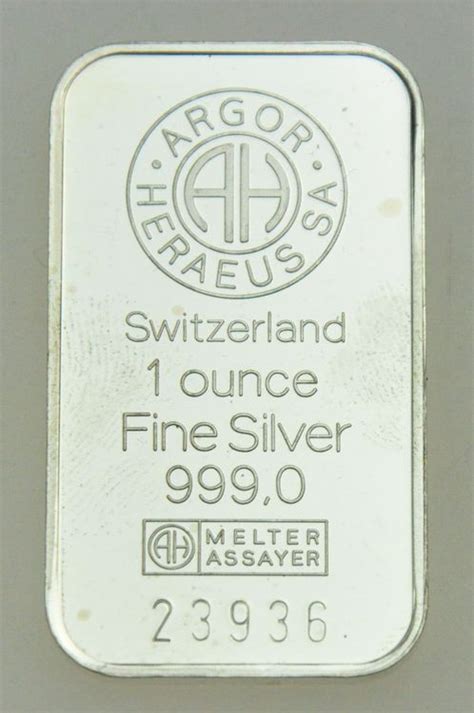 · ARGOR ·
HERAEUS SA
AH
Switzerland
1 ounce
Fine Silver
999,0
AH MELTER
ASSAYER
23936